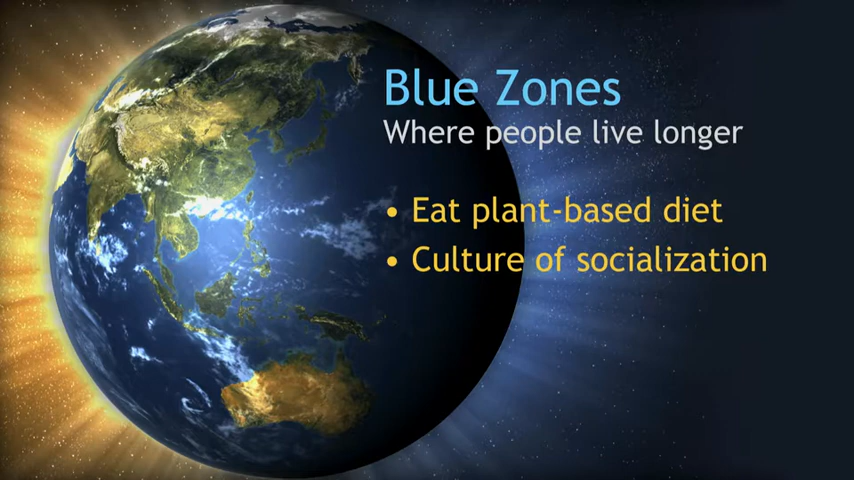 Blue Zones
Where people live longer
• Eat plant-based diet
• Culture of socialization